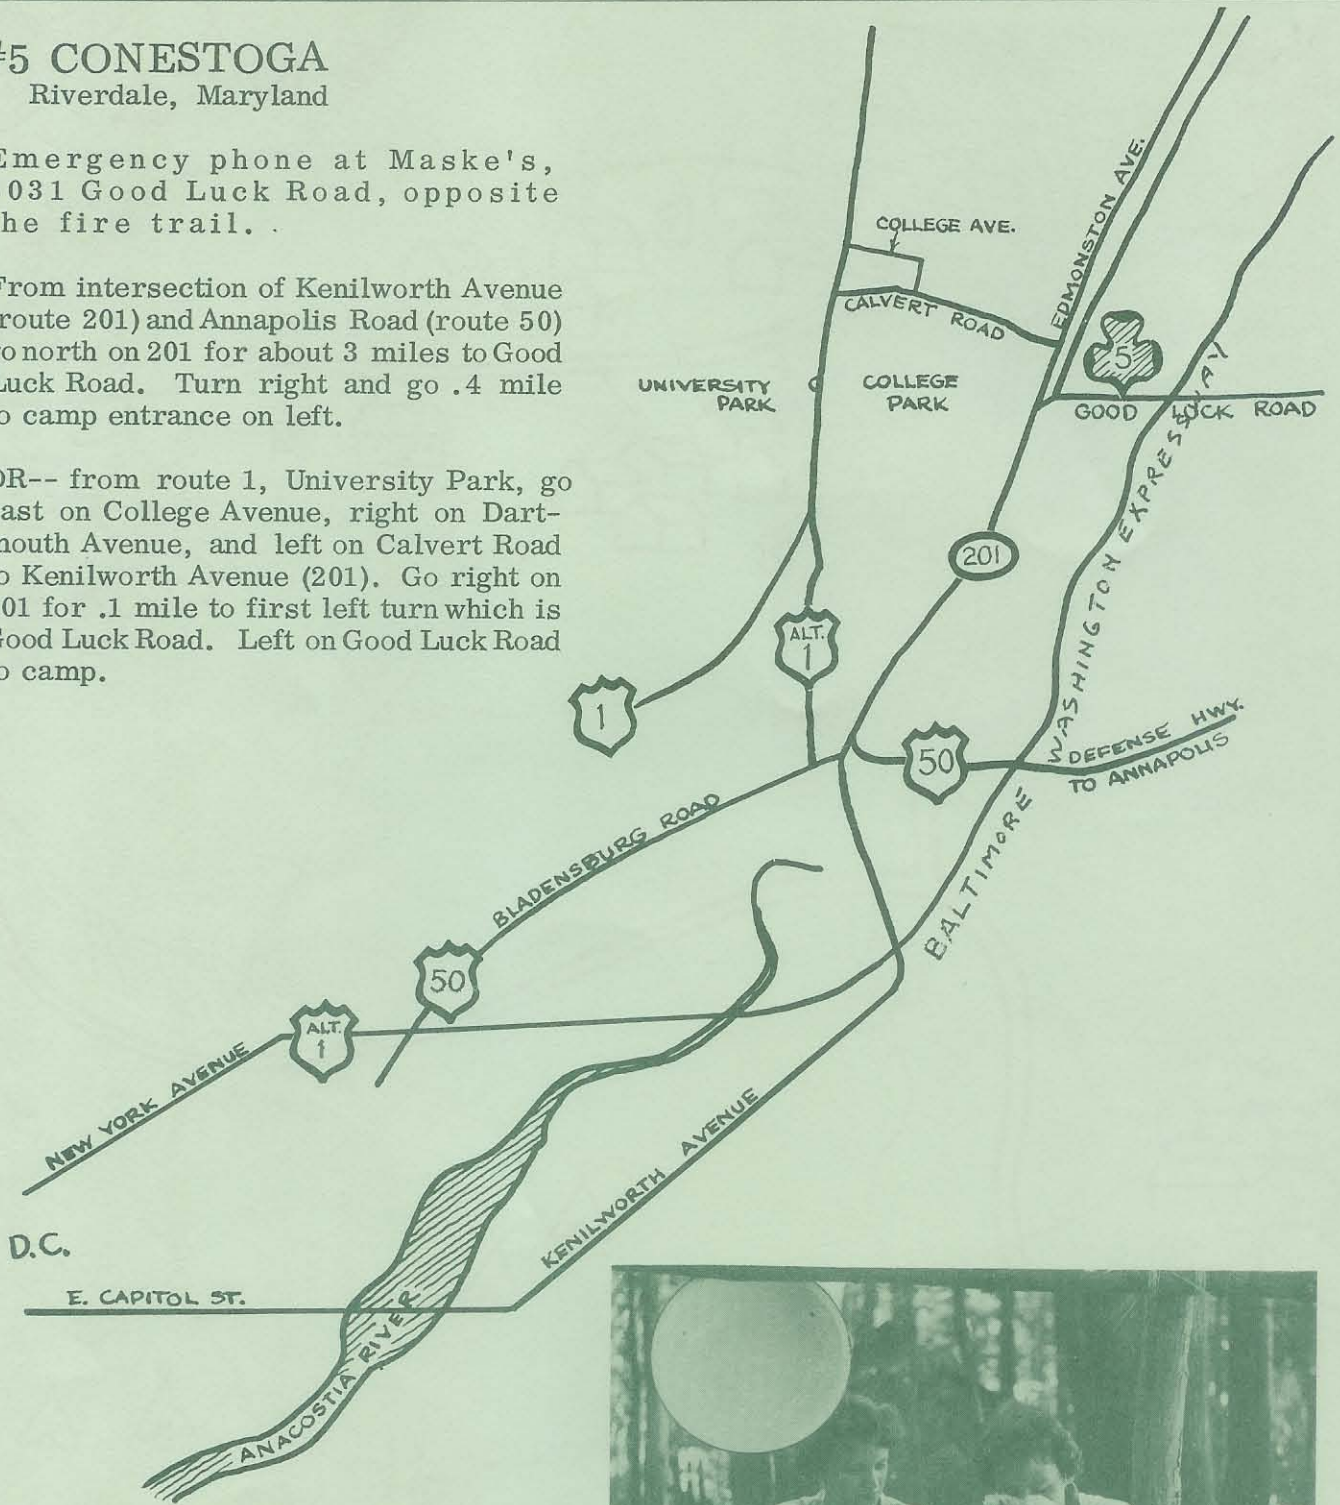 #5 CONESTOGA
Riverdale, Maryland
Emergency phone at Maske's,
031 Good Luck Road, opposite
he fire trail.
From intersection of Kenilworth Avenue
route 201) and Annapolis Road (route 50)
o north on 201 for about 3 miles to Good
Luck Road. Turn right and go .4 mile
o camp entrance on left.
OR-- from route 1, University Park, go
ast on College Avenue, right on Dart-
mouth Avenue, and left on Calvert Road
o Kenilworth Avenue (201). Go right on
01 for .1 mile to first left turn which is
Good Luck Road. Left on Good Luck Road
o camp.
COLLEGE AVE.
EDMONSTON AVE.
CALVERT ROAD
5
UNIVERSITY
PARK
COLLEGE
PARK
GOOD LUCK ROAD
201
ALT.
1
1
50
DEFENSE HWY.
TO ANNAPOLIS
BALTIMORE WASHINGTON EXPRESSWAY
BLADENSBURG ROAD
50
ALT.
1
NEW YORK AVENUE
KENILWORTH AVENUE
D.C.
E. CAPITOL ST.
ANACOSTIA RIVER